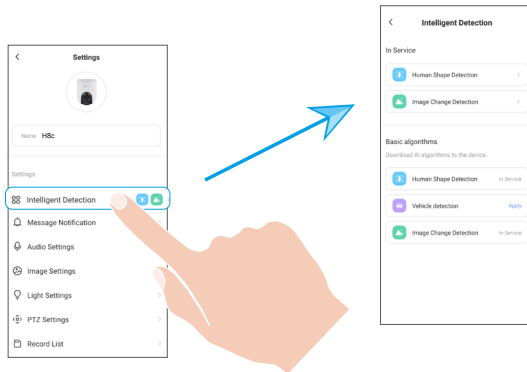 Settings
Name H8c
Settings
Intelligent Detection
Message Notification
Audio Settings
Image Settings
Light Settings
PTZ Settings
Record List
Intelligent Detection
In Service
Human Shape Detection
Image Change Detection
Basic algorithms
Download AI algorithms to the device.
Human Shape Detection In Service
Vehicle detection Apply
Image Change Detection In Service